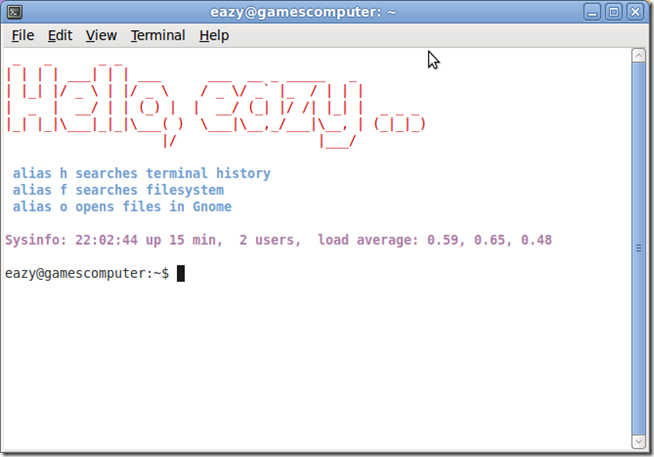 eazy@gamescomputer: ~
File Edit View Terminal Help
Hello, eazy...
alias h searches terminal history
alias f searches filesystem
alias o opens files in Gnome
Sysinfo: 22:02:44 up 15 min,  2 users,  load average: 0.59, 0.65, 0.48
eazy@gamescomputer:~$